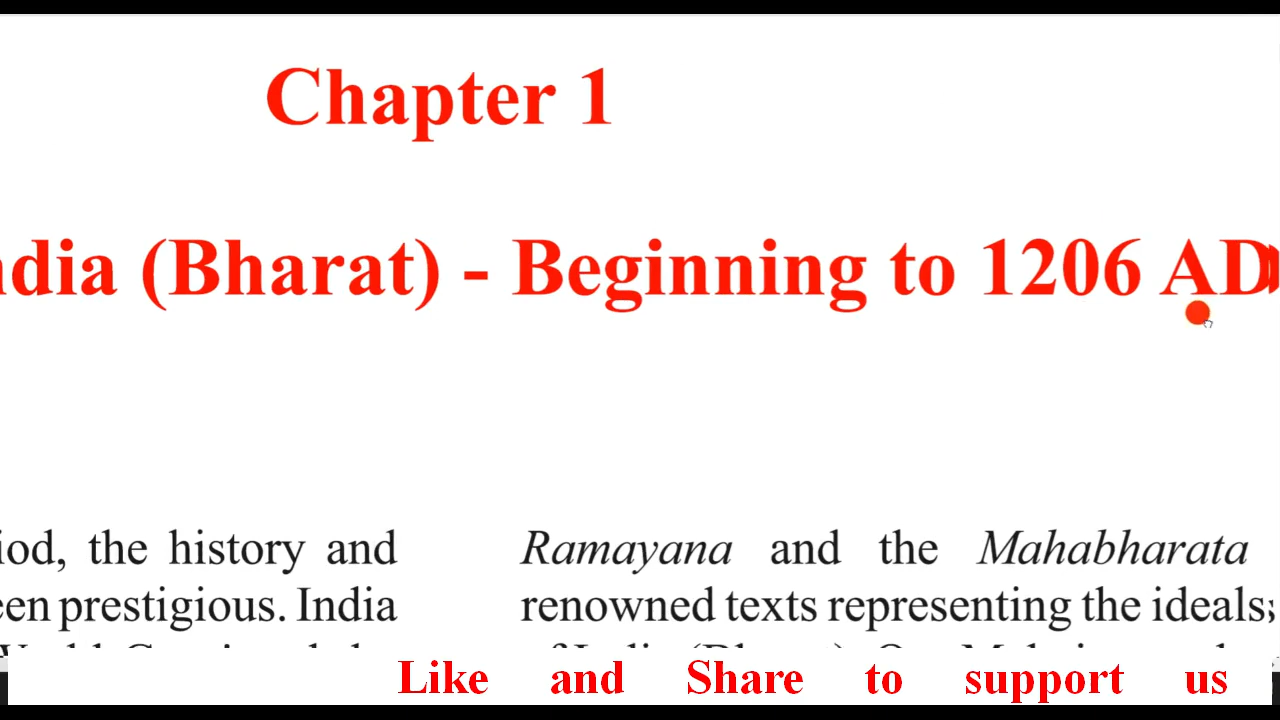 Chapter 1
ndia (Bharat) - Beginning to 1206 AD
iod, the history and
een prestigious. India
Ramayana and the Mahabharata
renowned texts representing the ideals
Like and Share to support us